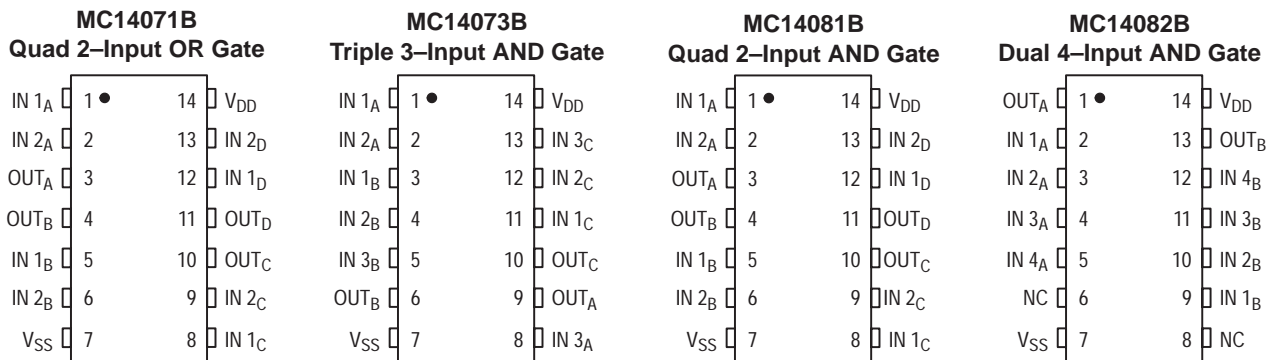 MC14071B
Quad 2–Input OR Gate
IN 1A 1 14 VDD
IN 2A 2 13 IN 2D
OUTA 3 12 IN 1D
OUTB 4 11 OUTD
IN 1B 5 10 OUTC
IN 2B 6 9 IN 2C
VSS 7 8 IN 1C
MC14073B
Triple 3–Input AND Gate
IN 1A 1 14 VDD
IN 2A 2 13 IN 3C
IN 1B 3 12 IN 2C
IN 2B 4 11 IN 1C
IN 3B 5 10 OUTC
OUTB 6 9 OUTA
VSS 7 8 IN 3A
MC14081B
Quad 2–Input AND Gate
IN 1A 1 14 VDD
IN 2A 2 13 IN 2D
OUTA 3 12 IN 1D
OUTB 4 11 OUTD
IN 1B 5 10 OUTC
IN 2B 6 9 IN 2C
VSS 7 8 IN 1C
MC14082B
Dual 4–Input AND Gate
OUTA 1 14 VDD
IN 1A 2 13 OUTB
IN 2A 3 12 IN 4B
IN 3A 4 11 IN 3B
IN 4A 5 10 IN 2B
NC 6 9 IN 1B
VSS 7 8 NC